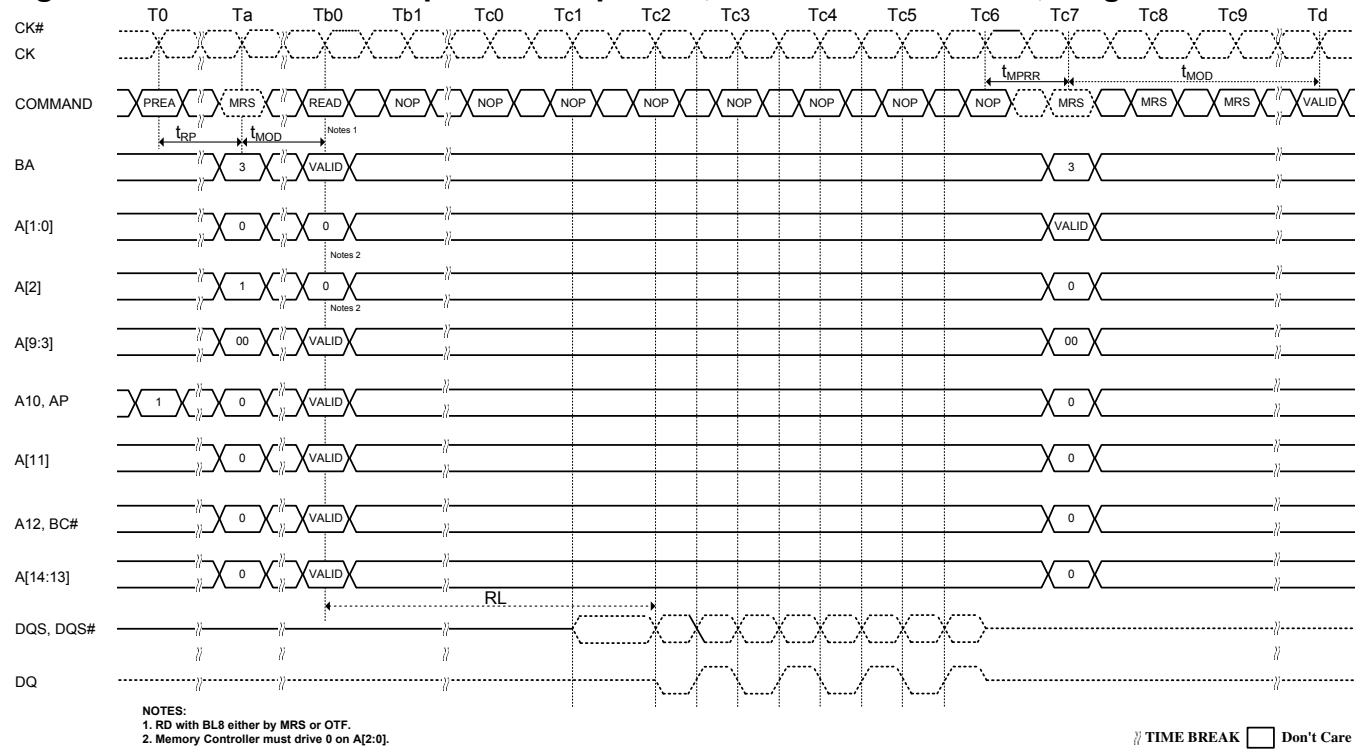 T0 Ta Tb0 Tb1 Tc0 Tc1 Tc2 Tc3 Tc4 Tc5 Tc6 Tc7 Tc8 Tc9 Td
CK#
CK
tMPRR tMOD
COMMAND PREA MRS READ NOP NOP NOP NOP NOP NOP NOP NOP MRS MRS MRS VALID
tRP tMOD Notes 1
BA 3 VALID 3
A[1:0] 0 0 VALID
Notes 2
A[2] 1 0 0
Notes 2
A[9:3] 00 VALID 00
A10, AP 1 0 VALID 0
A[11] 0 VALID 0
A12, BC# 0 VALID 0
A[14:13] 0 VALID 0
RL
DQS, DQS#
DQ
NOTES:
1. RD with BL8 either by MRS or OTF.
2. Memory Controller must drive 0 on A[2:0].
TIME BREAK Don't Care